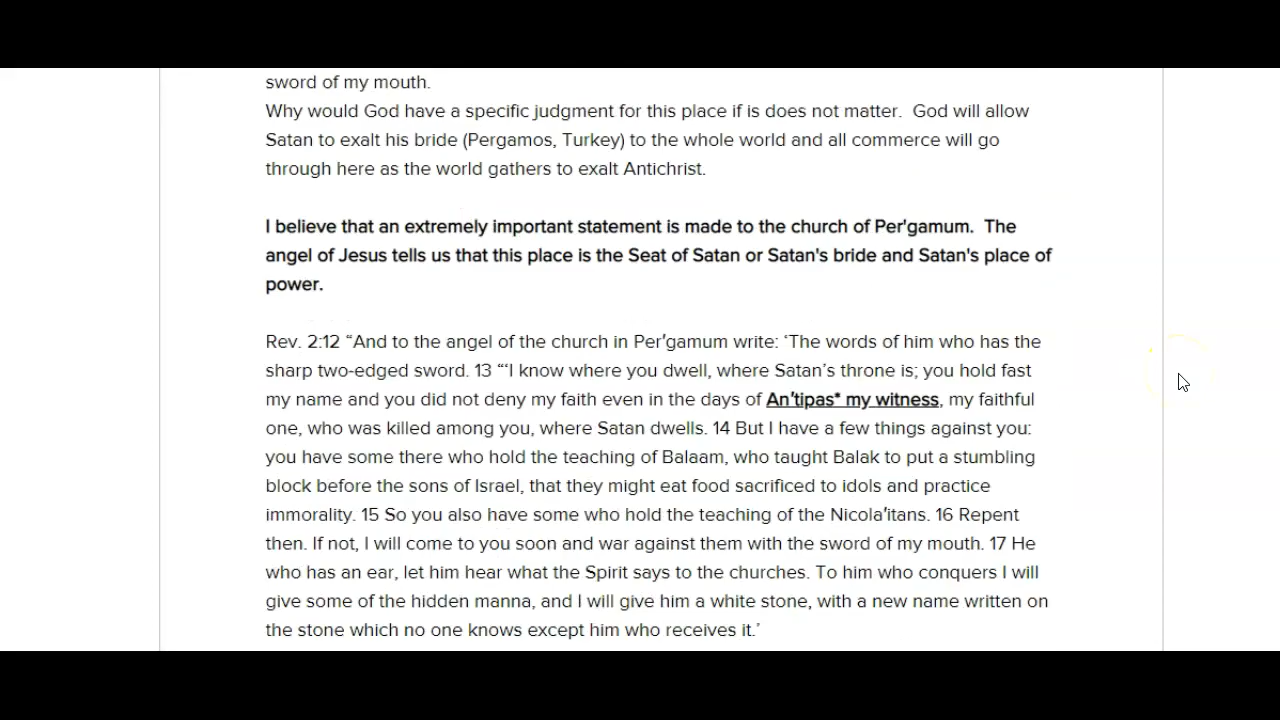 sword of my mouth.
Why would God have a specific judgment for this place if is does not matter.  God will allow
Satan to exalt his bride (Pergamos, Turkey) to the whole world and all commerce will go
through here as the world gathers to exalt Antichrist.
I believe that an extremely important statement is made to the church of Per'gamum.  The
angel of Jesus tells us that this place is the Seat of Satan or Satan's bride and Satan's place of
power.
Rev. 2:12 “And to the angel of the church in Perʹgamum write: ‘The words of him who has the
sharp two-edged sword. 13 “‘I know where you dwell, where Satan’s throne is; you hold fast
my name and you did not deny my faith even in the days of Anʹtipas* my witness, my faithful
one, who was killed among you, where Satan dwells. 14 But I have a few things against you:
you have some there who hold the teaching of Balaam, who taught Balak to put a stumbling
block before the sons of Israel, that they might eat food sacrificed to idols and practice
immorality. 15 So you also have some who hold the teaching of the Nicolaʹitans. 16 Repent
then. If not, I will come to you soon and war against them with the sword of my mouth. 17 He
who has an ear, let him hear what the Spirit says to the churches. To him who conquers I will
give some of the hidden manna, and I will give him a white stone, with a new name written on
the stone which no one knows except him who receives it.’